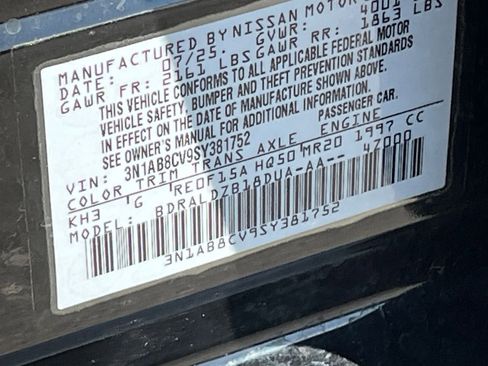 MANUFACTURED BY NISSAN MOTOR
DATE: 07/25. GVWR: 4001
GAWR FR: 2161 LBS GAWR RR: 1863 LBS
THIS VEHICLE CONFORMS TO ALL APPLICABLE FEDERAL MOTOR
VEHICLE SAFETY, BUMPER AND THEFT PREVENTION STANDARDS
IN EFFECT ON THE DATE OF MANUFACTURE SHOWN ABOVE.
SEE OWNER'S MANUAL FOR ADDITIONAL INFORMATION.
VIN: 3N1AB8CV9SY381752 PASSENGER CAR.
COLOR TRIM TRANS AXLE ENGINE
KH3 G RE0F15A HQ50 MR20 1997 CC
BDRALDZB18DUA-AA-- 47000
3N1AB8CV9SY381752